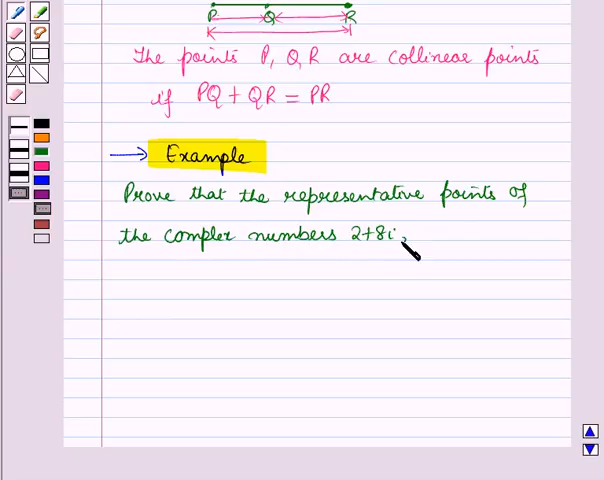 P Q R
The points P, Q, R are collinear points
if PQ + QR = PR
Example
Prove that the representative points of
the complex numbers 2+8i,